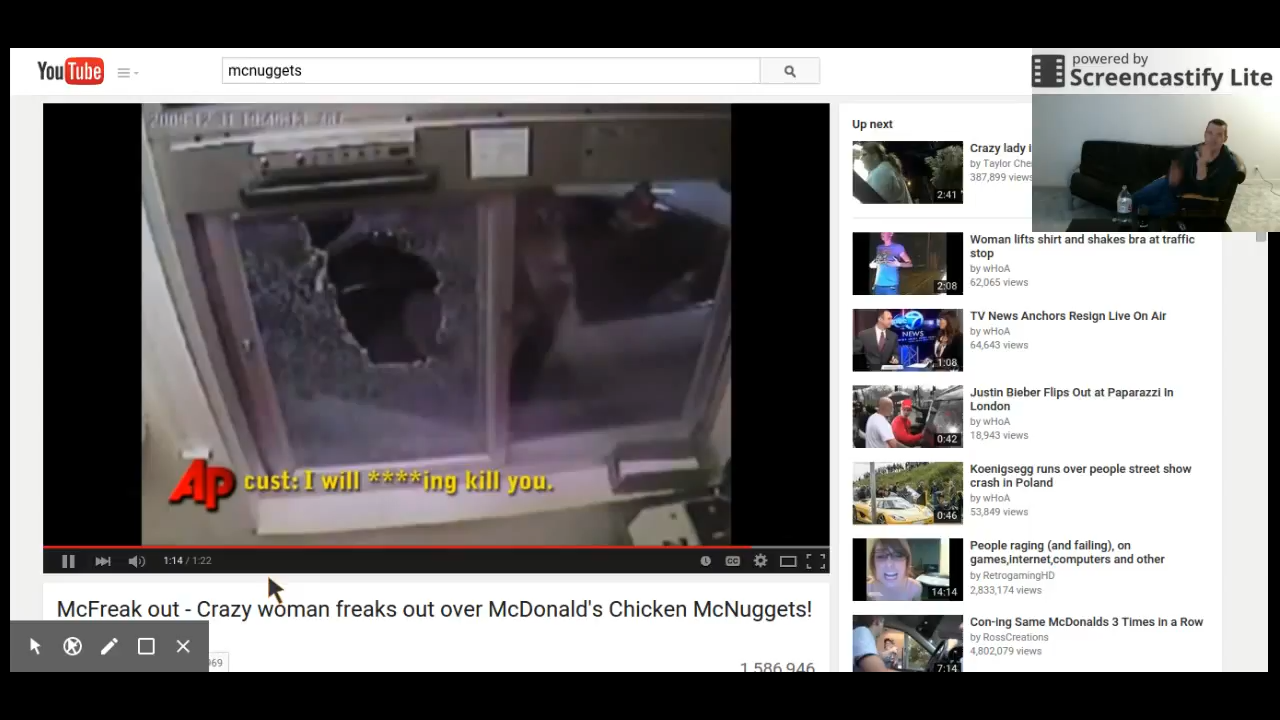 YouTube
mcnuggets
powered by
Screencastify Lite
Up next
Crazy lady i
by Taylor Che
387,899 views
2:41
Woman lifts shirt and shakes bra at traffic
stop
by wHoA
62,065 views
2:08
TV News Anchors Resign Live On Air
by wHoA
64,643 views
NEWS
1:08
Justin Bieber Flips Out at Paparazzi In
London
by wHoA
18,943 views
0:42
Koenigsegg runs over people street show
crash in Poland
by wHoA
53,849 views
0:46
People raging (and failing), on
games,internet,computers and other
by RetrogamingHD
2,833,174 views
14:14
Con-ing Same McDonalds 3 Times in a Row
by RossCreations
4,802,079 views
7:14
AP cust: I will ****ing kill you.
1:14 / 1:22
CC
McFreak out - Crazy woman freaks out over McDonald's Chicken McNuggets!
969
1,586,946